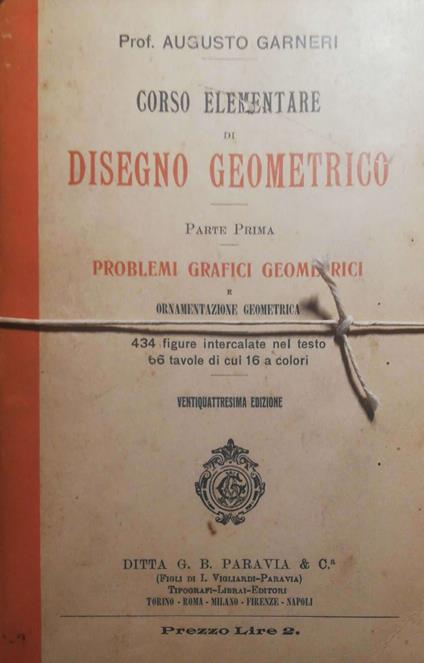 Prof. AUGUSTO GARNERI
CORSO ELEMENTARE
DI
DISEGNO GEOMETRICO
PARTE PRIMA
PROBLEMI GRAFICI GEOMETRICI
E
ORNAMENTAZIONE GEOMETRICA
434 figure intercalate nel testo
66 tavole di cui 16 a colori
VENTIQUATTRESIMA EDIZIONE
DITTA G. B. PARAVIA & C.ª
(FIGLI DI I. VIGLIARDI-PARAVIA)
TIPOGRAFI-LIBRAI-EDITORI
TORINO - ROMA - MILANO - FIRENZE - NAPOLI
Prezzo Lire 2.